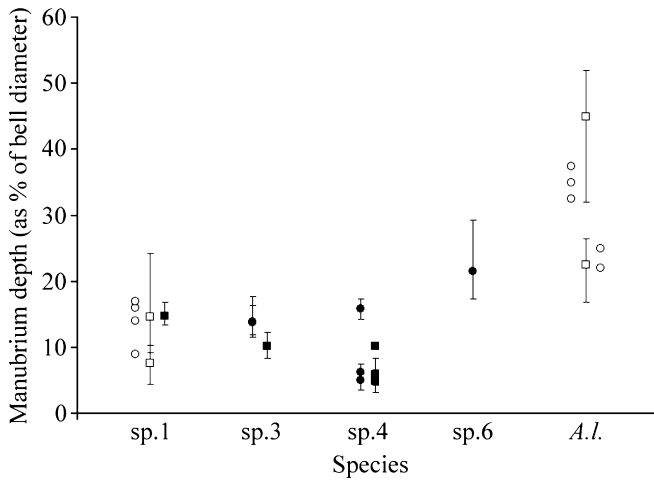 Manubrium depth (as % of bell diameter)
60
50
40
30
20
10
0
sp.1 sp.3 sp.4 sp.6 A.l.
Species